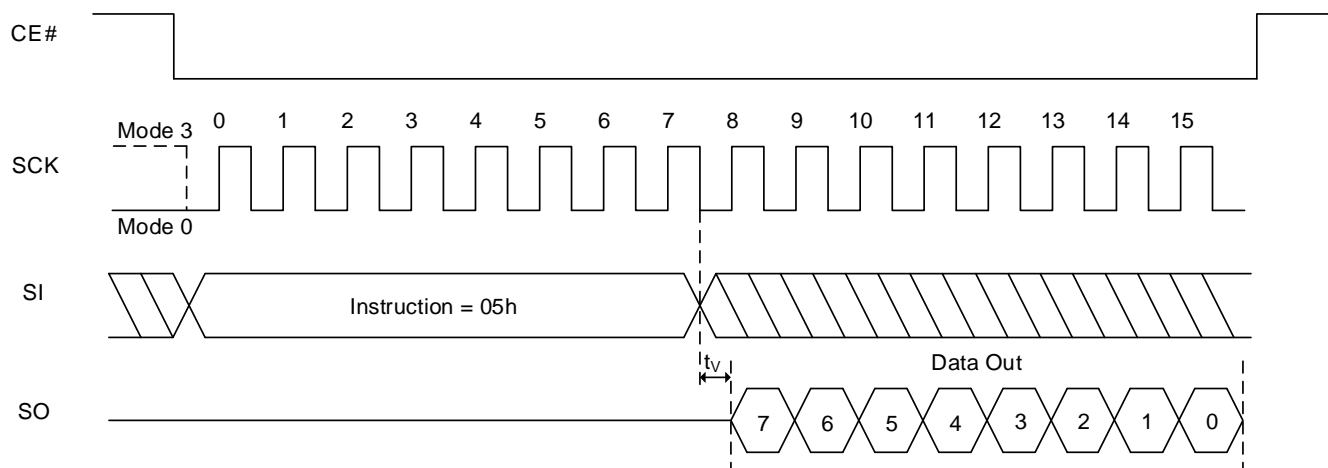 CE#
0 1 2 3 4 5 6 7 8 9 10 11 12 13 14 15
Mode 3
SCK
Mode 0
SI
Instruction = 05h
tV
Data Out
SO
7 6 5 4 3 2 1 0